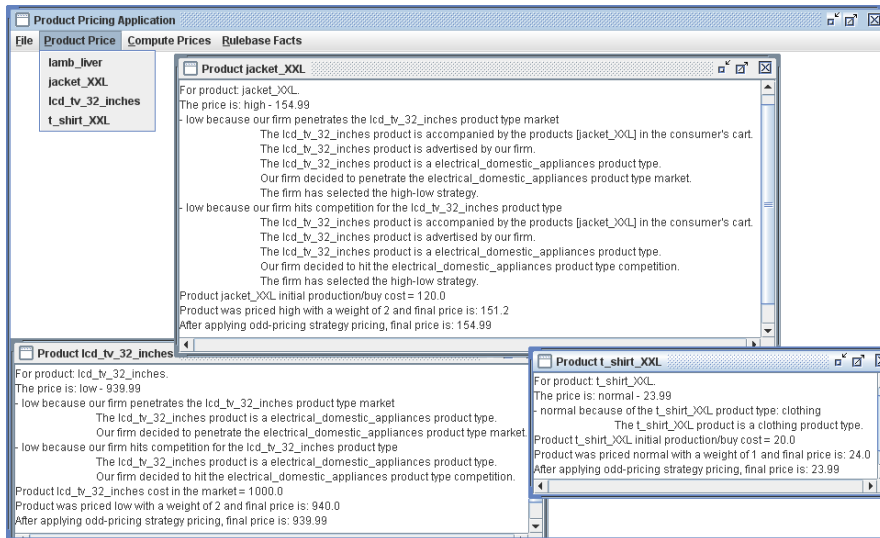 Product Pricing Application
File Product Price Compute Prices Rulebase Facts
lamb_liver
jacket_XXL
lcd_tv_32_inches
t_shirt_XXL
Product jacket_XXL
For product: jacket_XXL.
The price is: high - 154.99
- low because our firm penetrates the lcd_tv_32_inches product type market
The lcd_tv_32_inches product is accompanied by the products [jacket_XXL] in the consumer's cart.
The lcd_tv_32_inches product is advertised by our firm.
The lcd_tv_32_inches product is a electrical_domestic_appliances product type.
Our firm decided to penetrate the electrical_domestic_appliances product type market.
The firm has selected the high-low strategy.
- low because our firm hits competition for the lcd_tv_32_inches product type
The lcd_tv_32_inches product is accompanied by the products [jacket_XXL] in the consumer's cart.
The lcd_tv_32_inches product is advertised by our firm.
The lcd_tv_32_inches product is a electrical_domestic_appliances product type.
Our firm decided to hit the electrical_domestic_appliances product type competition.
The firm has selected the high-low strategy.
Product jacket_XXL initial production/buy cost = 120.0
Product was priced high with a weight of 2 and final price is: 151.2
After applying odd-pricing strategy pricing, final price is: 154.99
Product lcd_tv_32_inches
For product: lcd_tv_32_inches.
The price is: low - 939.99
- low because our firm penetrates the lcd_tv_32_inches product type market
The lcd_tv_32_inches product is a electrical_domestic_appliances product type.
Our firm decided to penetrate the electrical_domestic_appliances product type market.
- low because our firm hits competition for the lcd_tv_32_inches product type
The lcd_tv_32_inches product is a electrical_domestic_appliances product type.
Our firm decided to hit the electrical_domestic_appliances product type competition.
Product lcd_tv_32_inches cost in the market = 1000.0
Product was priced low with a weight of 2 and final price is: 940.0
After applying odd-pricing strategy pricing, final price is: 939.99
Product t_shirt_XXL
For product: t_shirt_XXL.
The price is: normal - 23.99
- normal because of the t_shirt_XXL product type: clothing
The t_shirt_XXL product is a clothing product type.
Product t_shirt_XXL initial production/buy cost = 20.0
Product was priced normal with a weight of 1 and final price is: 24.0
After applying odd-pricing strategy pricing, final price is: 23.99